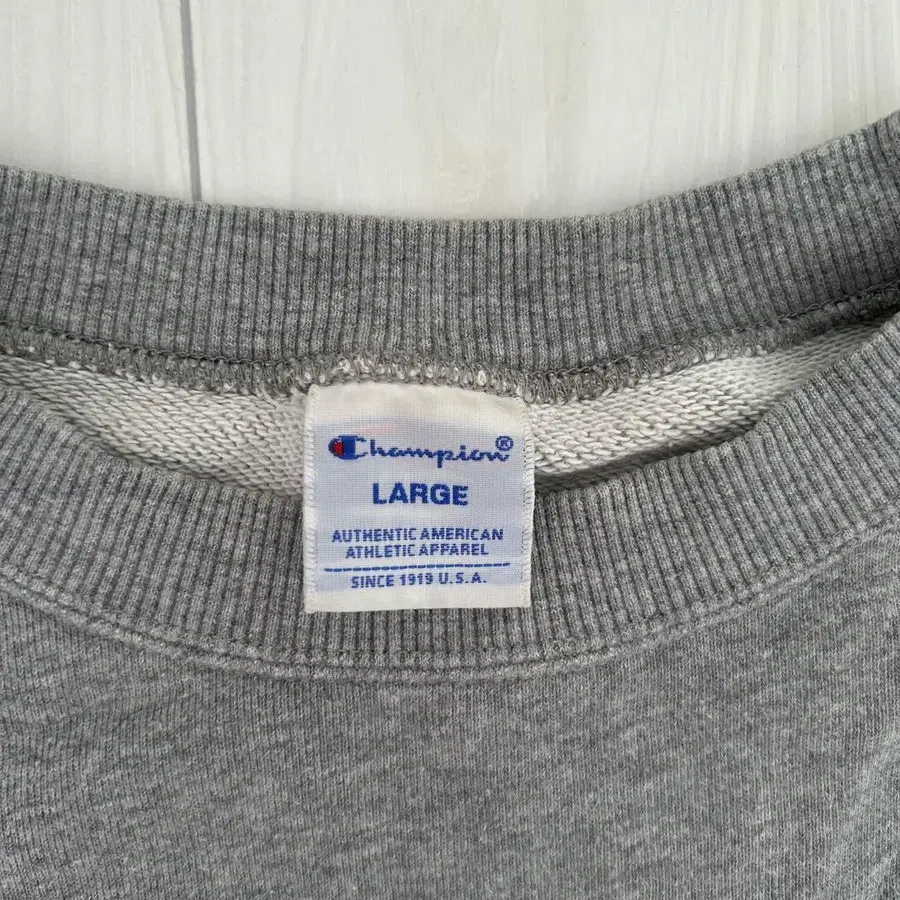 Champion®
LARGE
AUTHENTIC AMERICAN
ATHLETIC APPAREL
SINCE 1919 U.S.A.